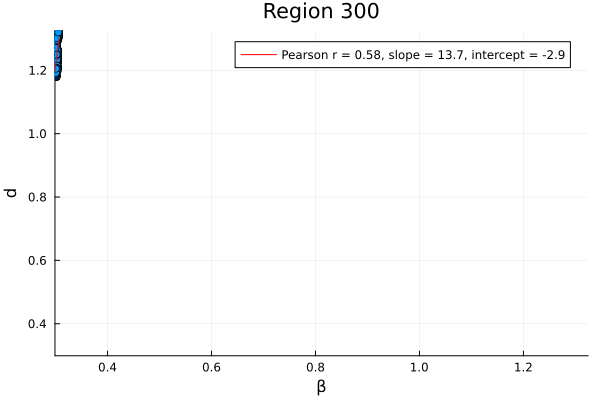 Region 300
Pearson r = 0.58, slope = 13.7, intercept = -2.9
1.2
1.0
0.8
0.6
0.4
d
0.4 0.6 0.8 1.0 1.2
β